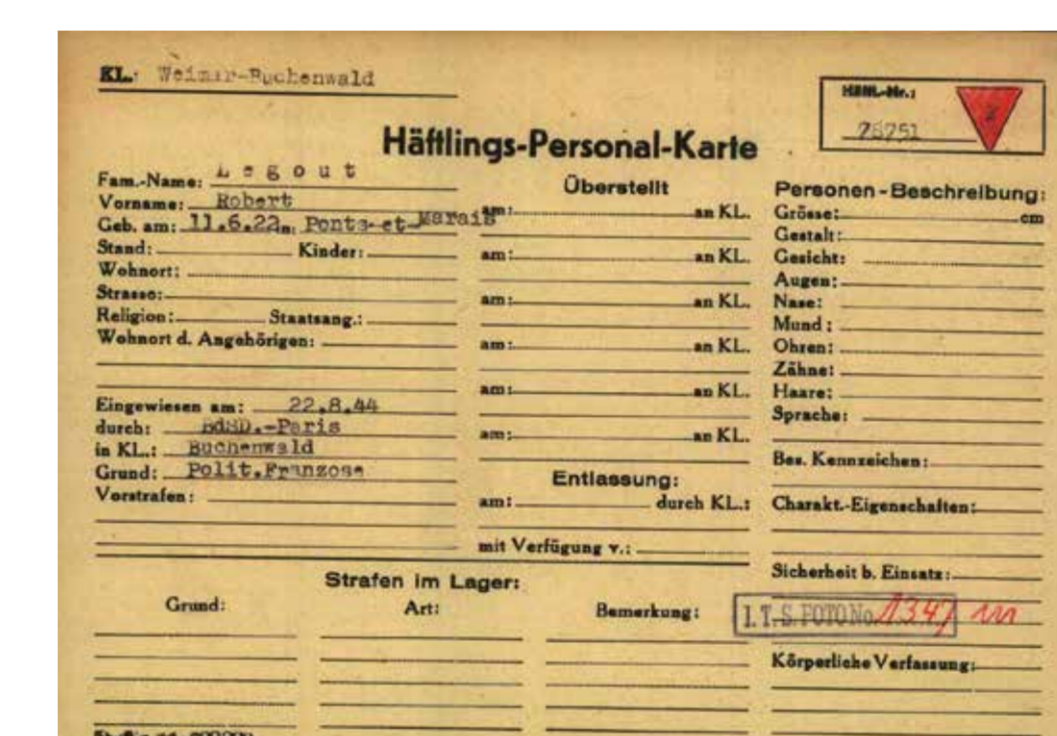 KL.: Weimar-Buchenwald
Häftl.-Nr.:
78751
Häftlings-Personal-Karte
Fam.-Name: Legout
Vorname: Robert
Geb. am: 11.6.22 in: Ponts-et-Marais
Stand: Kinder:
Wohnort:
Strasse:
Religion: Staatsang.:
Wohnort d. Angehörigen:
Eingewiesen am: 22.8.44
durch: BdSD.-Paris
in KL.: Buchenwald
Grund: Polit.Franzose
Vorstrafen:
Überstellt
am: an KL.
am: an KL.
am: an KL.
am: an KL.
am: an KL.
am: an KL.
Entlassung:
am: durch KL.:
mit Verfügung v.:
Personen-Beschreibung:
Grösse: cm
Gestalt:
Gesicht:
Augen:
Nase:
Mund:
Ohren:
Zähne:
Haare:
Sprache:
Bes. Kennzeichen:
Charakt.-Eigenschaften:
Sicherheit b. Einsatz:
I.T.S. FOTO No
Körperliche Verfassung:
Strafen im Lager:
Grund: Art: Bemerkung: